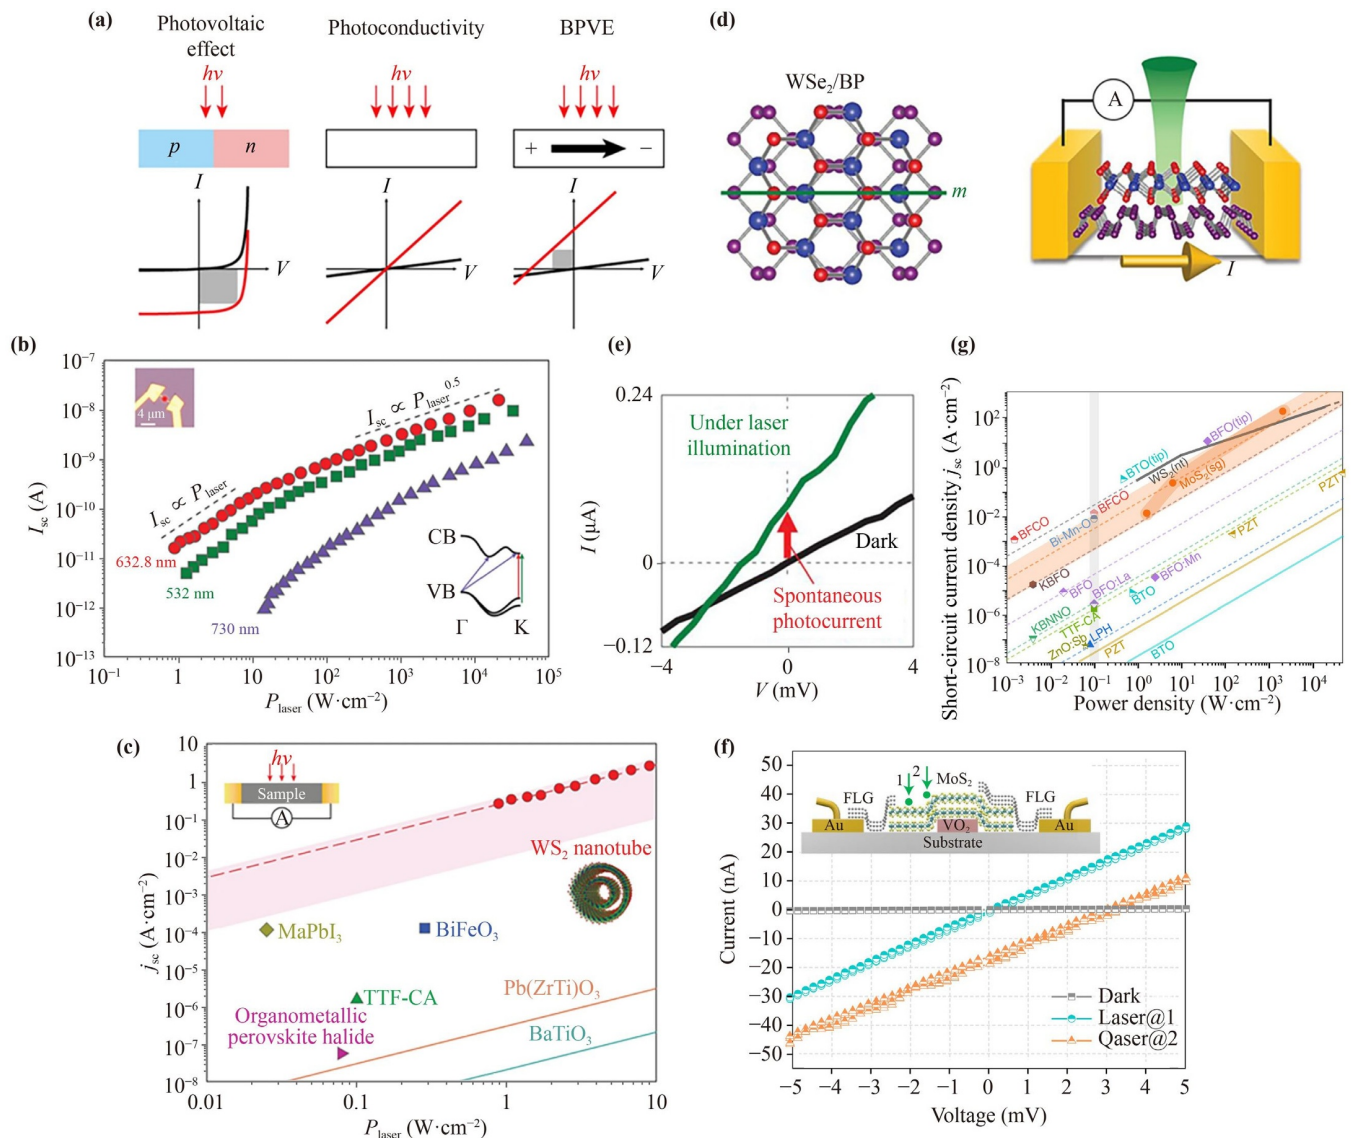 (a)
Photovoltaic
effect
hν
p
n
I
V
Photoconductivity
hν
I
V
BPVE
hν
+
−
I
V
(d)
WSe₂/BP
m
A
I
(b)
I_sc (A)
10⁻⁷
10⁻⁸
10⁻⁹
10⁻¹⁰
10⁻¹¹
10⁻¹²
10⁻¹³
4 μm
I_sc ∝ P_laser^0.5
I_sc ∝ P_laser
632.8 nm
532 nm
730 nm
CB
VB
Γ
K
1
10
10²
10³
10⁴
10⁵
P_laser (W·cm⁻²)
(e)
I (μA)
0.24
0
−0.12
Under laser
illumination
Dark
Spontaneous
photocurrent
−4
0
4
V (mV)
(g)
Short-circuit current density j_sc (A·cm⁻²)
10²
10⁰
10⁻²
10⁻⁴
10⁻⁶
10⁻⁸
BFO(tip)
BTO(tip)
WS₂(nt)
MoS₂(sg)
PZT
BFCO
BFCO
Bi-Mn-O
PZT
KBFO
BFO
BFO:La
BFO:Mn
BTO
KBNNO
TTF-CA
ZnO:Sb
LPH
PZT
BTO
10⁻³
10⁻²
10⁻¹
10⁰
10¹
10²
10³
10⁴
Power density (W·cm⁻²)
(c)
j_sc (A·cm⁻²)
10
1
10⁻¹
10⁻²
10⁻³
10⁻⁴
10⁻⁵
10⁻⁶
10⁻⁷
10⁻⁸
hν
Sample
A
WS₂ nanotube
MaPbI₃
BiFeO₃
TTF-CA
Pb(ZrTi)O₃
Organometallic
perovskite halide
BaTiO₃
0.01
0.1
1
10
P_laser (W·cm⁻²)
(f)
Current (nA)
50
40
30
20
10
0
−10
−20
−30
−40
−50
1
2
MoS₂
FLG
FLG
Au
VO₂
Au
Substrate
Dark
Laser@1
Qaser@2
−5
−4
−2
0
2
4
5
Voltage (mV)